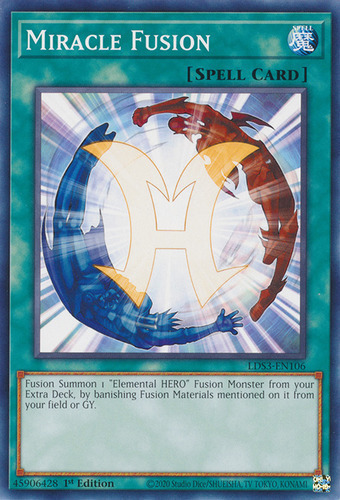 MIRACLE FUSION
SPELL
魔
[SPELL CARD]
H
LDS3-EN106
Fusion Summon 1 "Elemental HERO" Fusion Monster from your
Extra Deck, by banishing Fusion Materials mentioned on it from
your field or GY.
45906428 1st Edition ©2020 Studio Dice/SHUEISHA, TV TOKYO, KONAMI